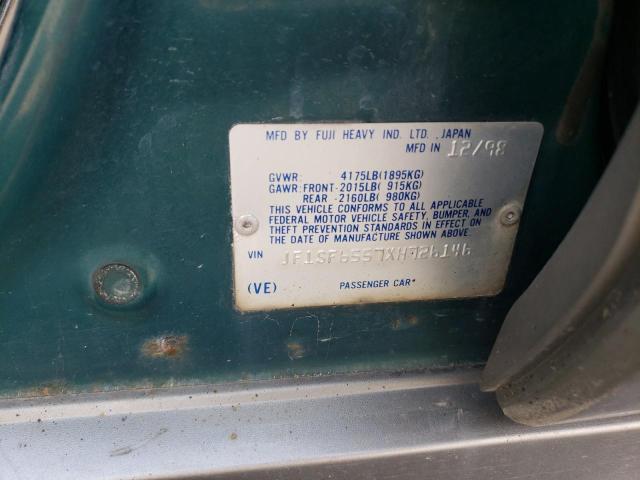 MFD BY FUJI HEAVY IND. LTD. ,JAPAN
MFD IN 12/98
GVWR: 4175LB(1895KG)
GAWR:FRONT-2015LB( 915KG)
REAR -2160LB( 980KG)
THIS VEHICLE CONFORMS TO ALL APPLICABLE
FEDERAL MOTOR VEHICLE SAFETY, BUMPER, AND
THEFT PREVENTION STANDARDS IN EFFECT ON
THE DATE OF MANUFACTURE SHOWN ABOVE.
VIN JF1SF6557XH726146
(VE) PASSENGER CAR*